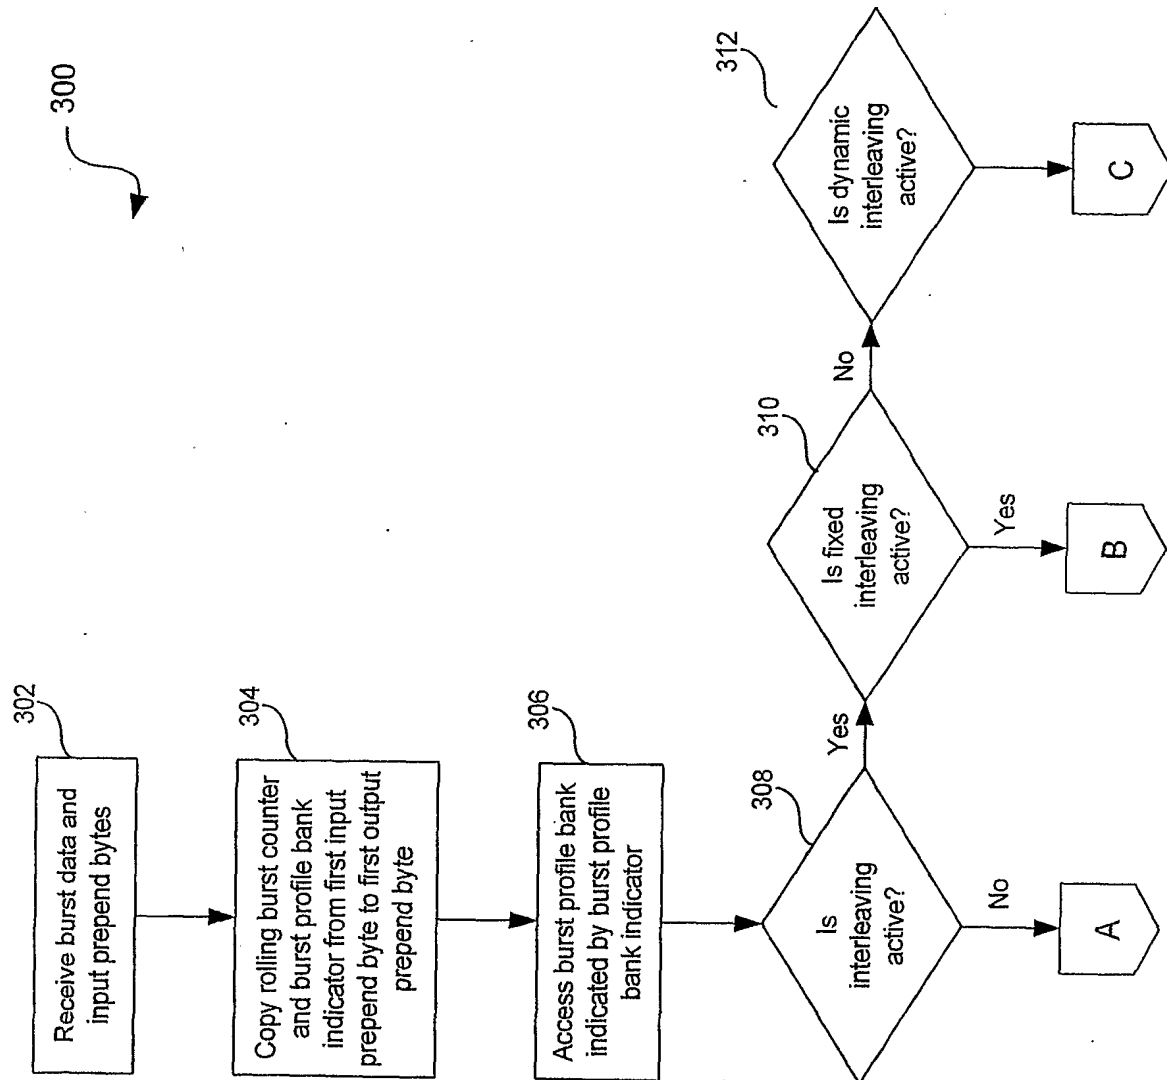 300
302
Receive burst data and
input prepend bytes
304
Copy rolling burst counter
and burst profile bank
indicator from first input
prepend byte to first output
prepend byte
306
Access burst profile bank
indicated by burst profile
bank indicator
308
Is
interleaving
active?
Yes
No
A
310
Is fixed
interleaving
active?
No
Yes
B
312
Is dynamic
interleaving
active?
C